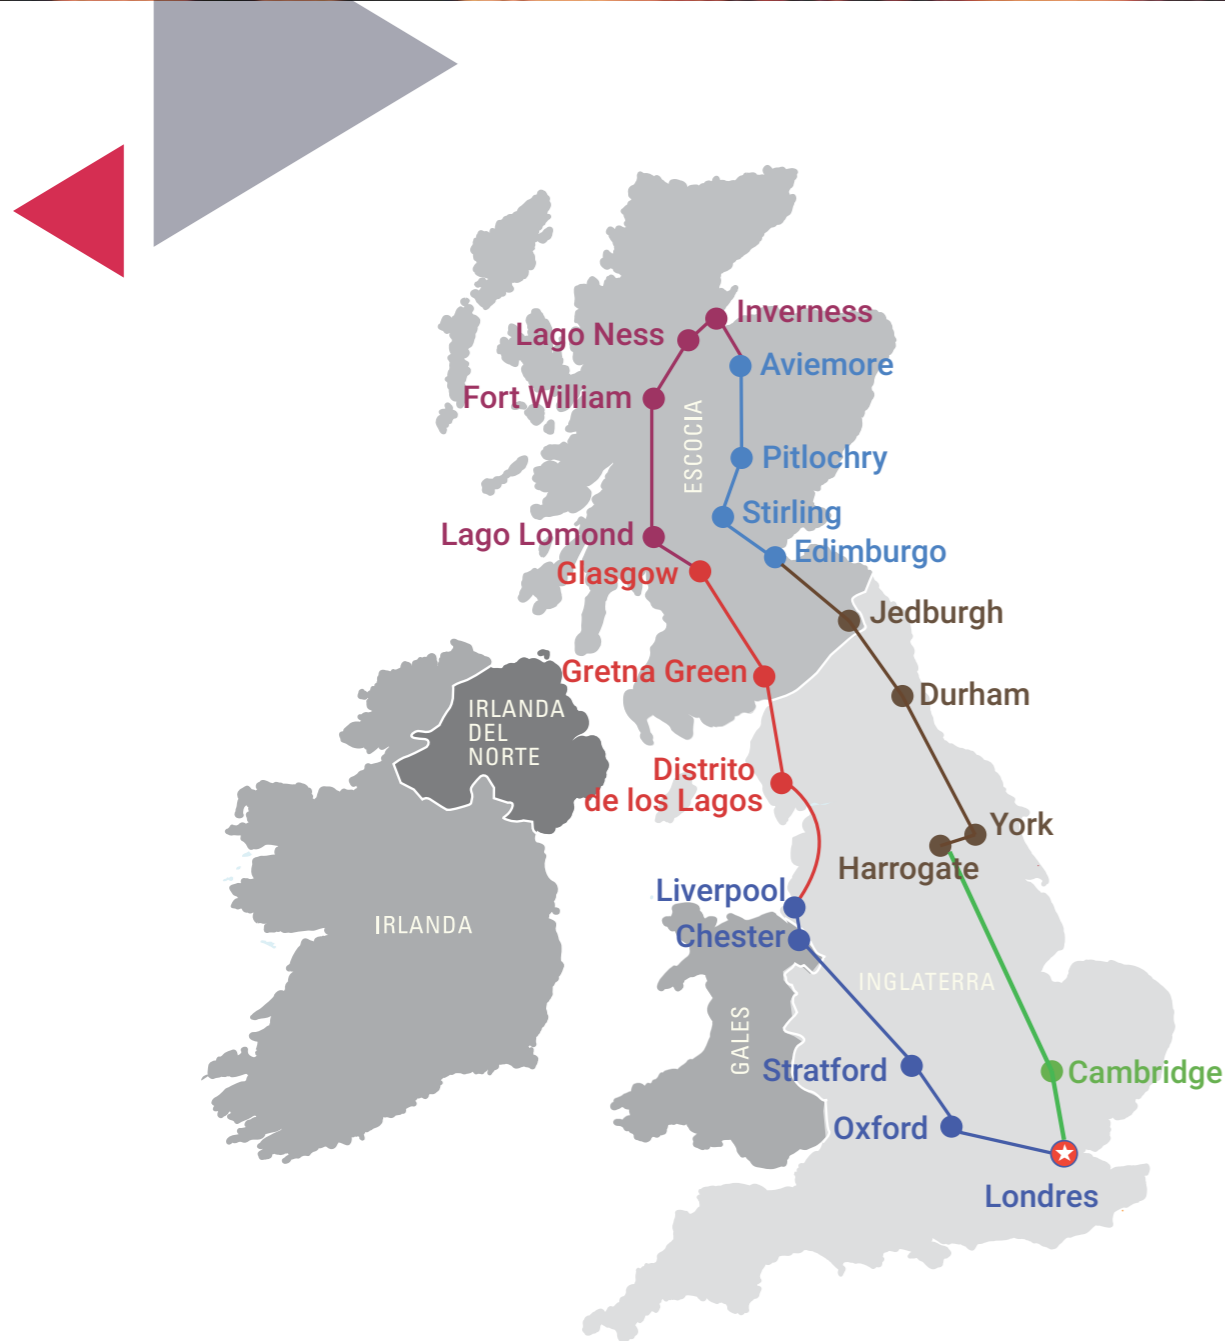 Inverness
Lago Ness
Aviemore
Fort William
ESCOCIA
Pitlochry
Stirling
Lago Lomond
Edimburgo
Glasgow
Jedburgh
Gretna Green
Durham
IRLANDA
DEL
NORTE
Distrito
de los Lagos
York
Harrogate
Liverpool
IRLANDA
Chester
INGLATERRA
GALES
Stratford
Cambridge
Oxford
Londres